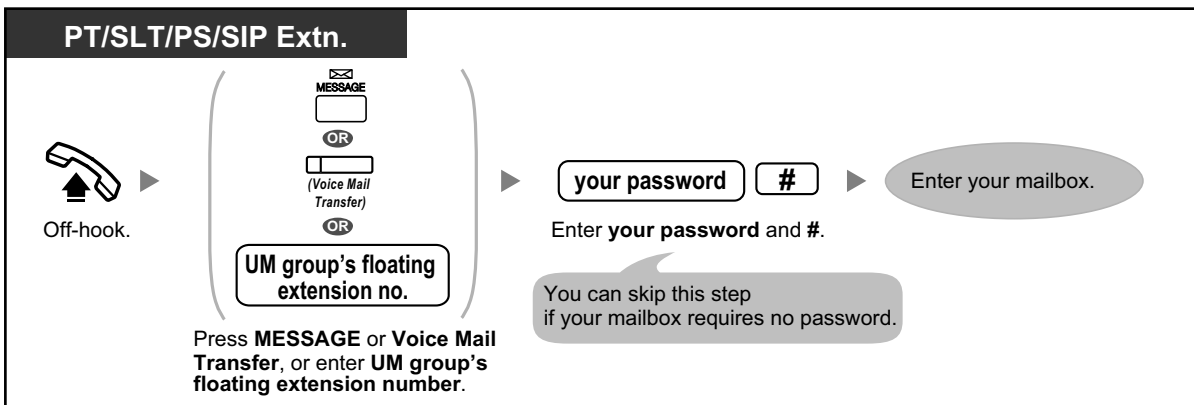 PT/SLT/PS/SIP Extn.
Off-hook.
MESSAGE
OR
(Voice Mail
Transfer)
OR
UM group's floating
extension no.
Press MESSAGE or Voice Mail
Transfer, or enter UM group's
floating extension number.
your password #
Enter your password and #.
You can skip this step
if your mailbox requires no password.
Enter your mailbox.